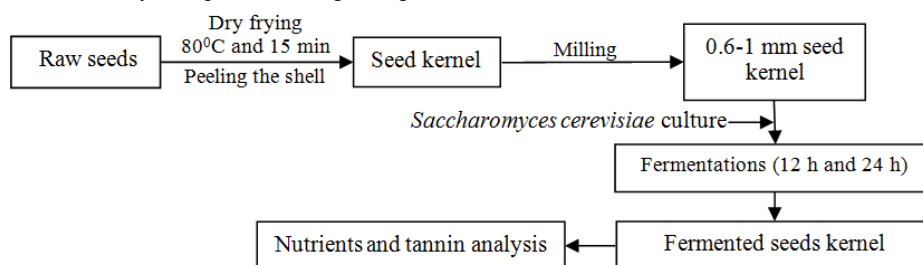 Dry frying
80⁰C and 15 min
Raw seeds
Peeling the shell
Seed kernel
Milling
0.6-1 mm seed
kernel
Saccharomyces cerevisiae culture
Fermentations (12 h and 24 h)
Nutrients and tannin analysis
Fermented seeds kernel